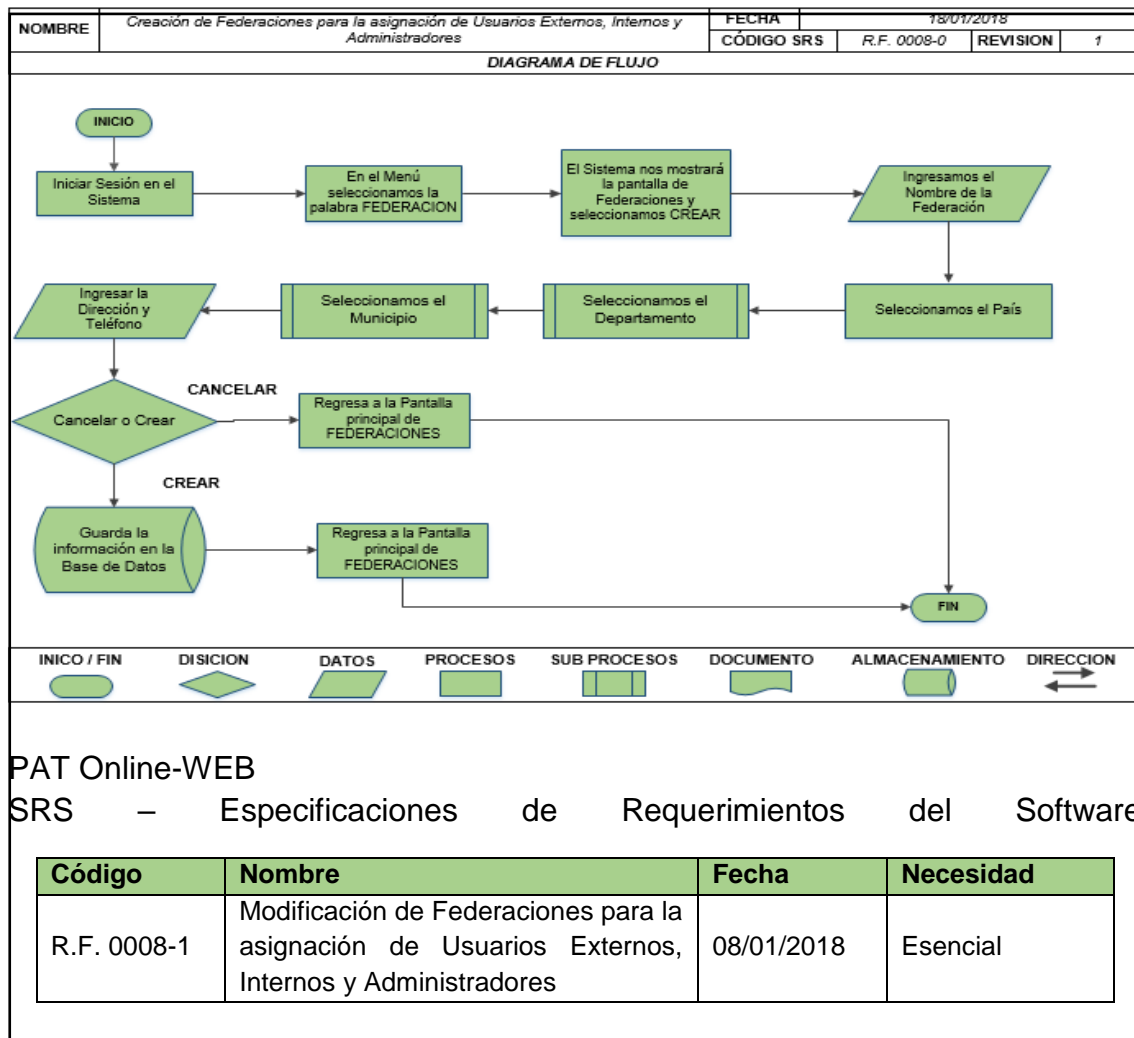 NOMBRE
Creación de Federaciones para la asignación de Usuarios Externos, Internos y
Administradores
FECHA
18/01/2018
CÓDIGO SRS
R.F. 0008-0
REVISION
1
DIAGRAMA DE FLUJO
INICIO
Iniciar Sesión en el
Sistema
En el Menú
seleccionamos la
palabra FEDERACION
El Sistema nos mostrará
la pantalla de
Federaciones y
seleccionamos CREAR
Ingresamos el
Nombre de la
Federación
Seleccionamos el País
Seleccionamos el
Departamento
Seleccionamos el
Municipio
Ingresar la
Dirección y
Teléfono
Cancelar o Crear
CANCELAR
Regresa a la Pantalla
principal de
FEDERACIONES
CREAR
Guarda la
información en la
Base de Datos
Regresa a la Pantalla
principal de
FEDERACIONES
FIN
INICO / FIN
DISICION
DATOS
PROCESOS
SUB PROCESOS
DOCUMENTO
ALMACENAMIENTO
DIRECCION
PAT Online-WEB
SRS – Especificaciones de Requerimientos del Software
Código Nombre Fecha Necesidad
R.F. 0008-1
Modificación de Federaciones para la
asignación de Usuarios Externos,
Internos y Administradores
08/01/2018
Esencial